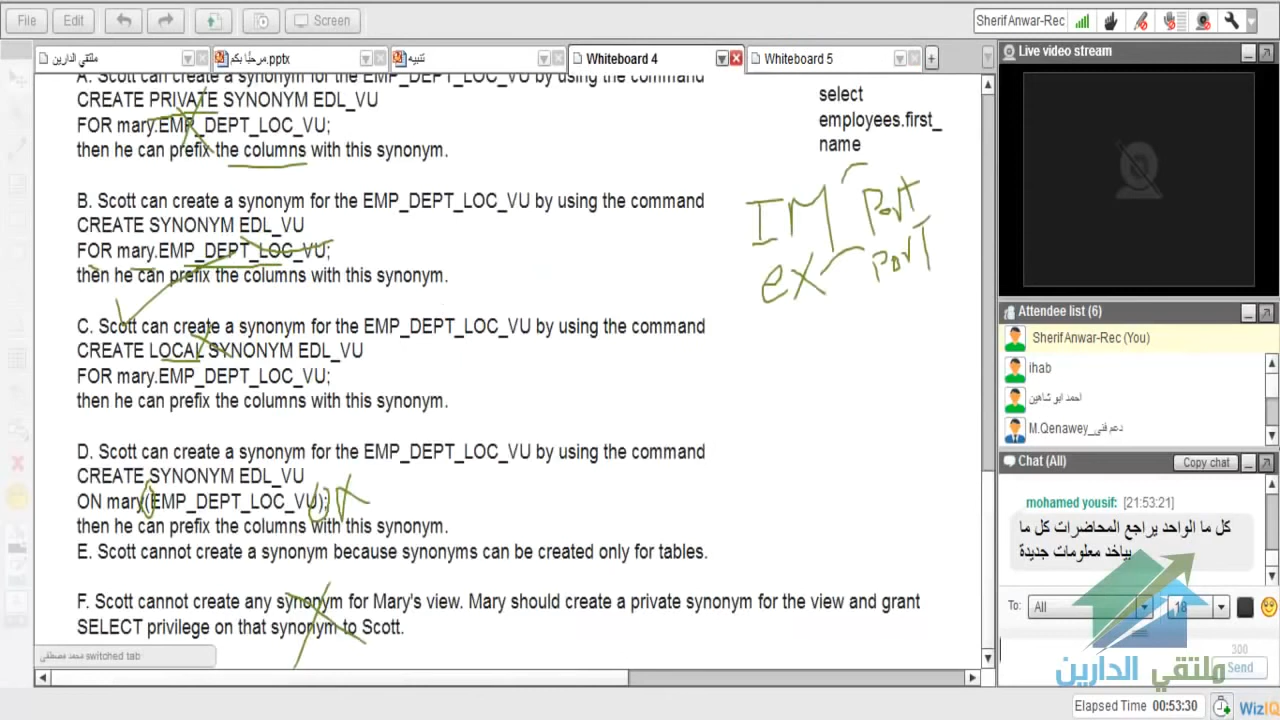 File
Edit
Screen
SherifAnwar-Rec
ملتقي الدارين
مرحبًا بكم.pptx
تنبيه
Whiteboard 4
Whiteboard 5
Live video stream
A. Scott can create a synonym for the EMP_DEPT_LOC_VU by using the command
CREATE PRIVATE SYNONYM EDL_VU
FOR mary.EMP_DEPT_LOC_VU;
then he can prefix the columns with this synonym.
B. Scott can create a synonym for the EMP_DEPT_LOC_VU by using the command
CREATE SYNONYM EDL_VU
FOR mary.EMP_DEPT_LOC_VU;
then he can prefix the columns with this synonym.
C. Scott can create a synonym for the EMP_DEPT_LOC_VU by using the command
CREATE LOCAL SYNONYM EDL_VU
FOR mary.EMP_DEPT_LOC_VU;
then he can prefix the columns with this synonym.
D. Scott can create a synonym for the EMP_DEPT_LOC_VU by using the command
CREATE SYNONYM EDL_VU
ON mary(EMP_DEPT_LOC_VU);
then he can prefix the columns with this synonym.
E. Scott cannot create a synonym because synonyms can be created only for tables.
F. Scott cannot create any synonym for Mary's view. Mary should create a private synonym for the view and grant
SELECT privilege on that synonym to Scott.
select
employees.first_
name
IM Port
ex PorT
محمد مصطفي switched tab
Attendee list (6)
SherifAnwar-Rec (You)
ihab
احمد ابو شاهين
M.Qenawey_دعم فنى
Chat (All)
Copy chat
mohamed yousif: [21:53:21]
كل ما الواحد يراجع المحاضرات كل ما
بياخد معلومات جديدة
To:
All
18
300
Send
ملتقي الدارين
Elapsed Time 00:53:30
WizIQ